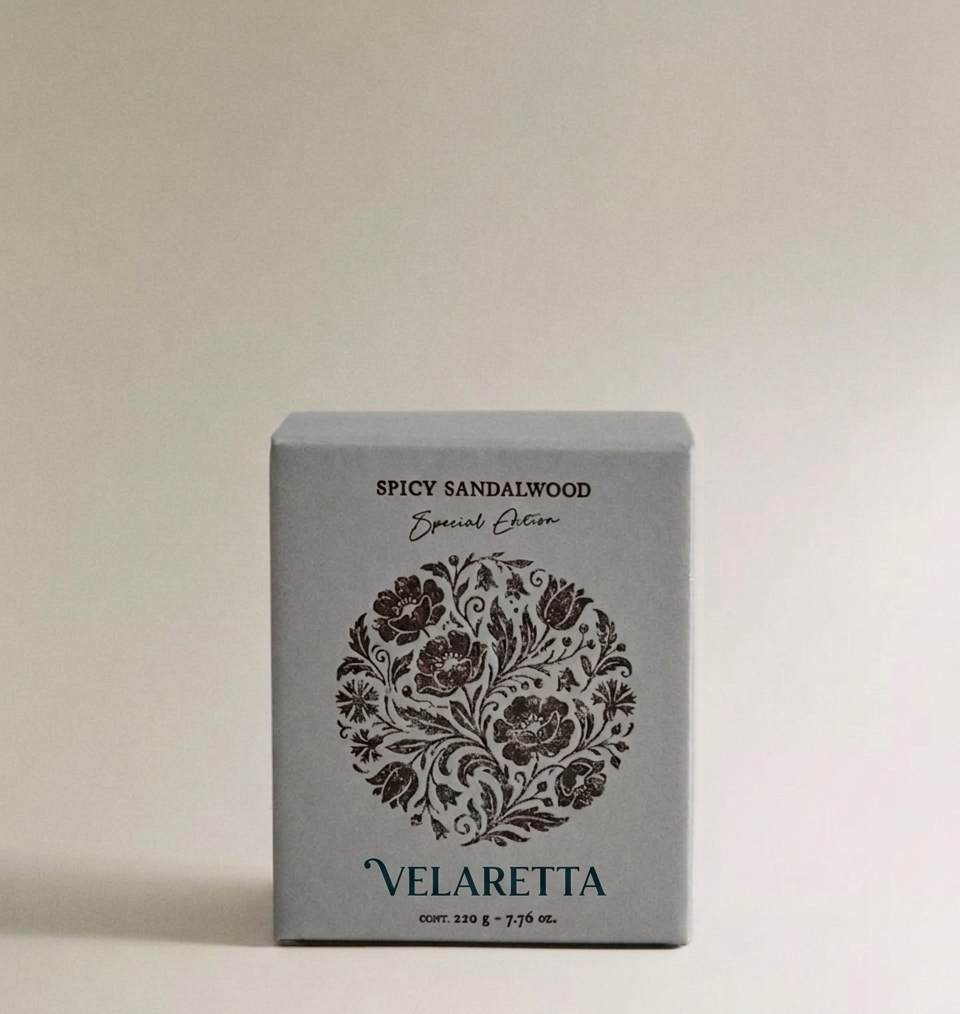 SPICY SANDALWOOD
Special Edition
VELARETTA
CONT. 220 g - 7.76 oz.